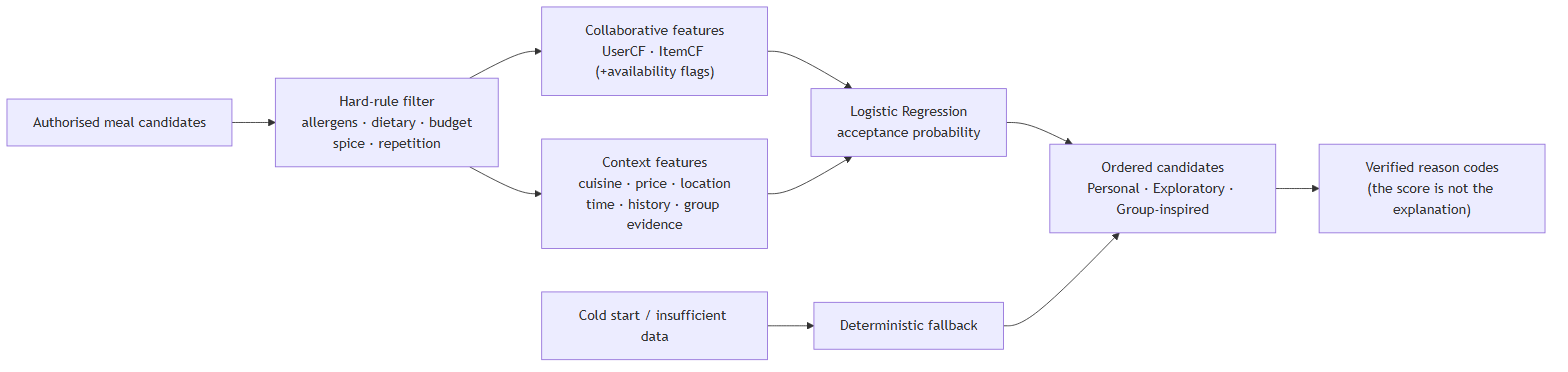 Authorised meal candidates
Hard-rule filter
allergens · dietary · budget
spice · repetition
Collaborative features
UserCF · ItemCF
(+availability flags)
Context features
cuisine · price · location
time · history · group
evidence
Cold start / insufficient
data
Logistic Regression
acceptance probability
Deterministic fallback
Ordered candidates
Personal · Exploratory ·
Group-inspired
Verified reason codes
(the score is not the
explanation)